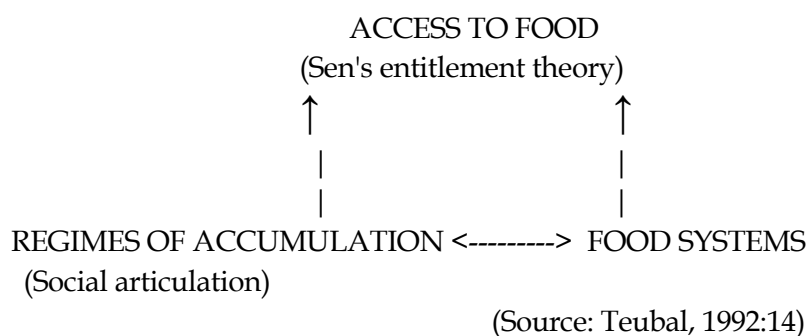 ACCESS TO FOOD
(Sen's entitlement theory)
↑ ↑
| |
| |
REGIMES OF ACCUMULATION <---------> FOOD SYSTEMS
(Social articulation)
(Source: Teubal, 1992:14)